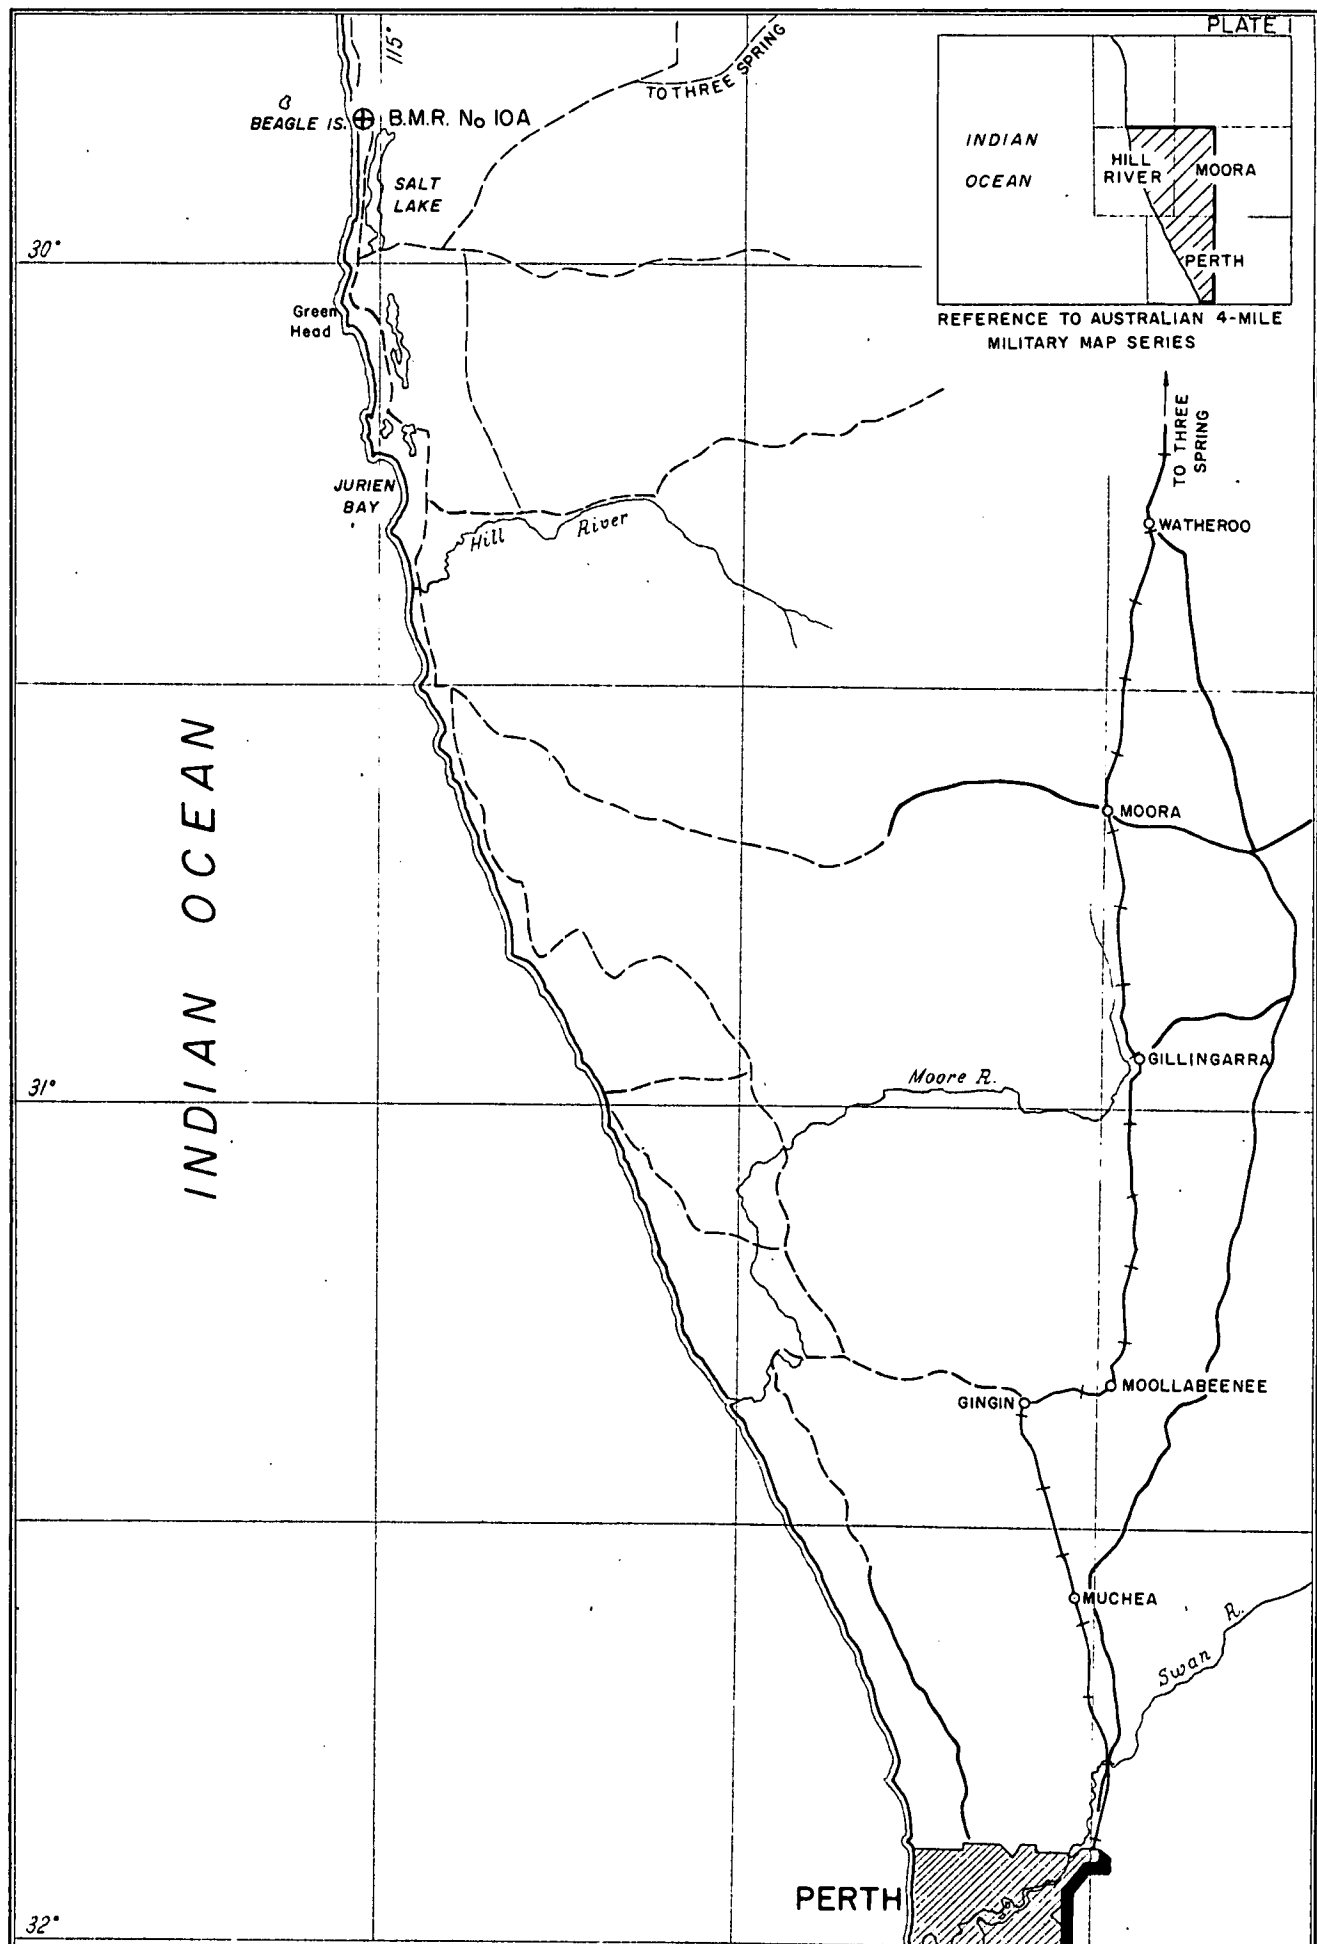 PLATE 1
115°
TO THREE SPRING
BEAGLE IS.
B.M.R. No 10A
INDIAN
OCEAN
HILL
RIVER
MOORA
PERTH
SALT
LAKE
30°
Green
Head
REFERENCE TO AUSTRALIAN 4-MILE
MILITARY MAP SERIES
TO THREE
SPRING
JURIEN
BAY
Hill River
WATHEROO
INDIAN OCEAN
MOORA
GILLINGARRA
Moore R.
31°
MOOLLABEENEE
GINGIN
MUCHEA
Swan R.
PERTH
32°